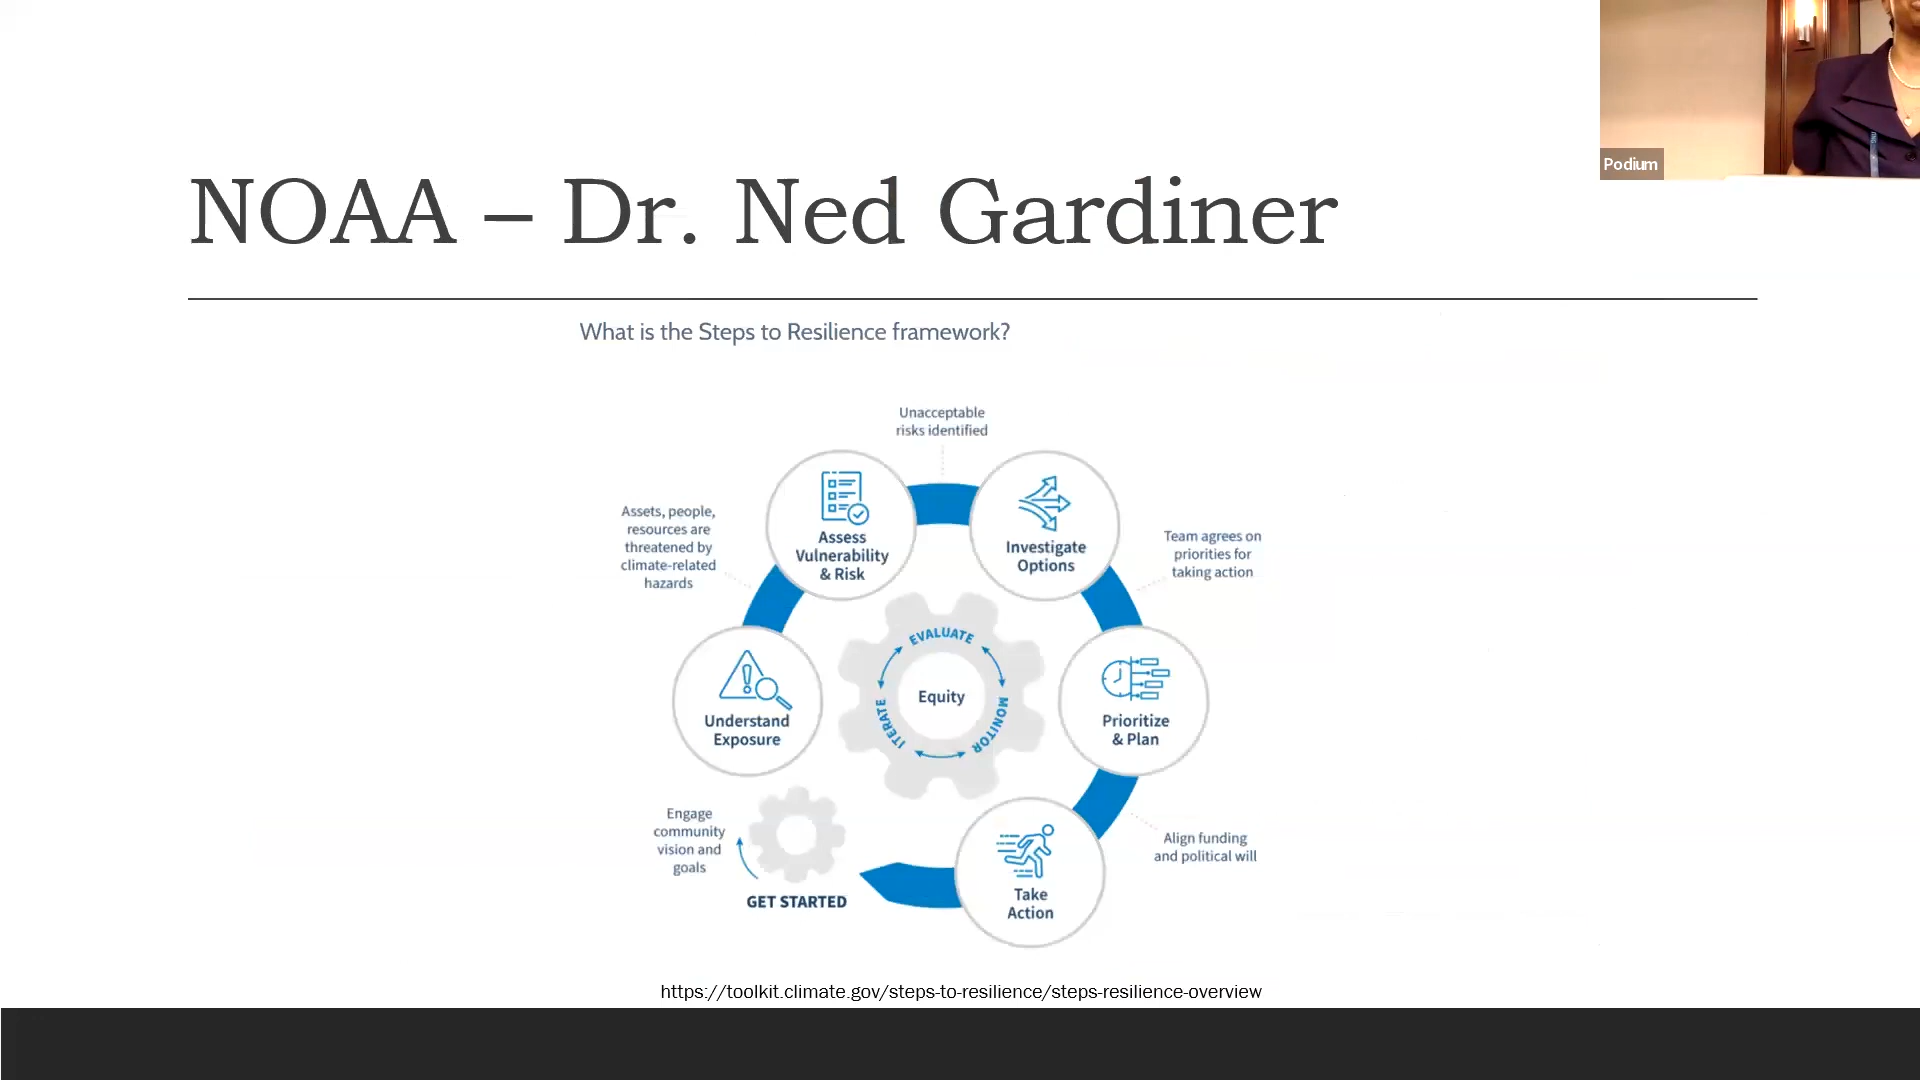 Podium
NOAA – Dr. Ned Gardiner
What is the Steps to Resilience framework?
Unacceptable
risks identified
Assets, people,
resources are
threatened by
climate-related
hazards
Assess
Vulnerability
& Risk
Investigate
Options
Team agrees on
priorities for
taking action
EVALUATE
MONITOR
ITERATE
Equity
Understand
Exposure
Prioritize
& Plan
Engage
community
vision and
goals
GET STARTED
Take
Action
Align funding
and political will
https://toolkit.climate.gov/steps-to-resilience/steps-resilience-overview